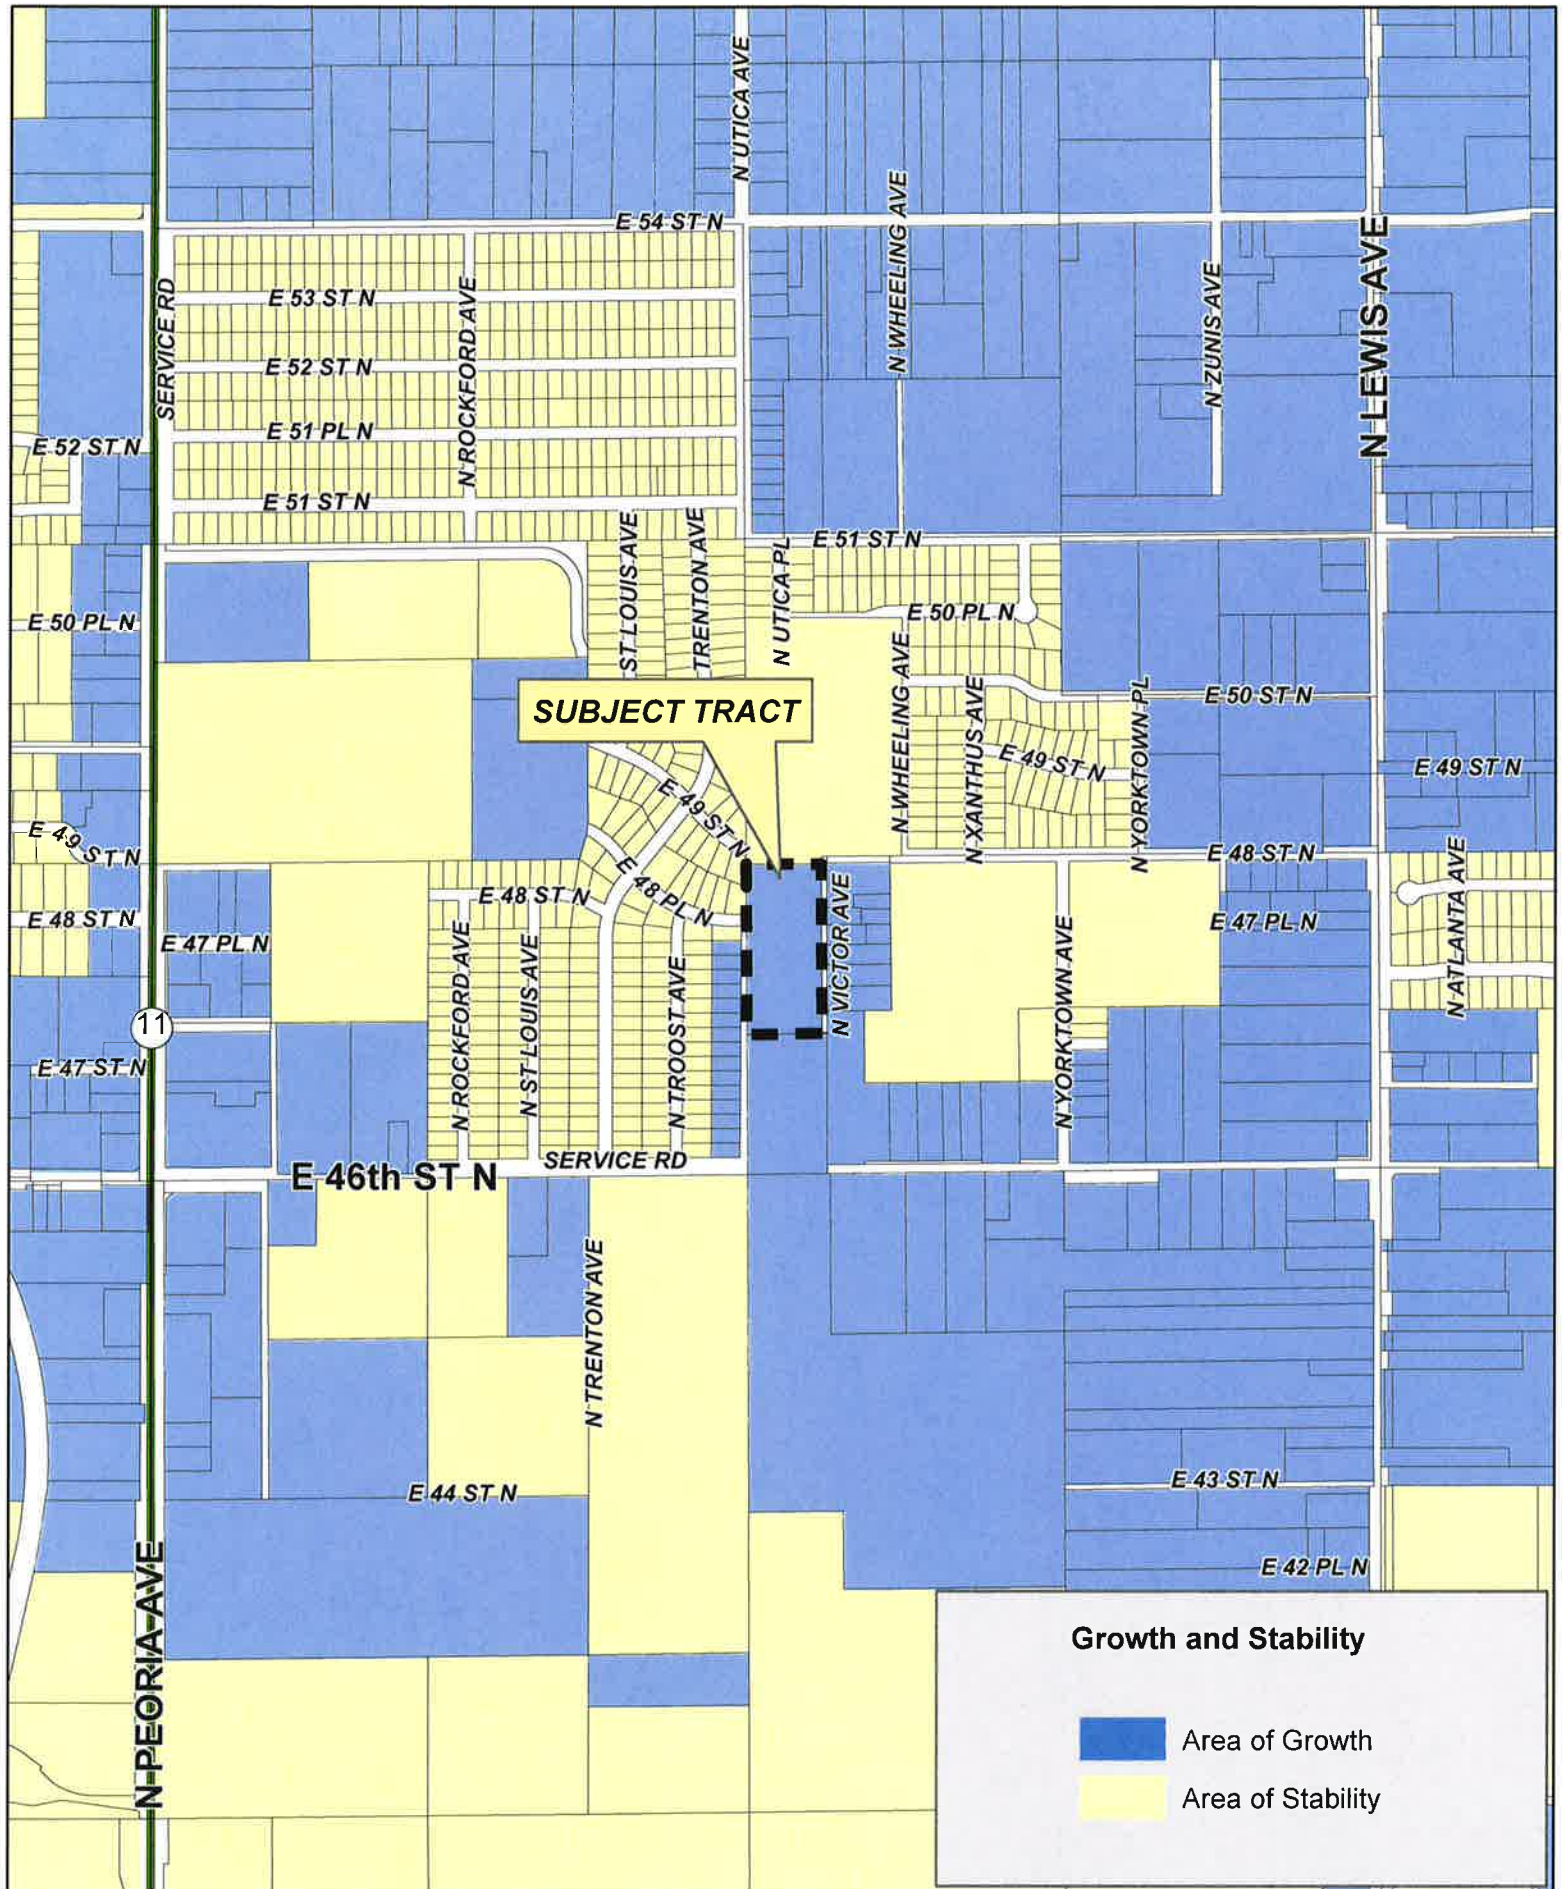 N UTICA AVE
E 54 ST N
N WHEELING AVE
N LEWIS AVE
N ZUNIS AVE
SERVICE RD
E 53 ST N
N ROCKFORD AVE
E 52 ST N
E 51 PL N
E 52 ST N
E 51 ST N
ST LOUIS AVE
TRENTON AVE
N UTICA PL
E 51 ST N
E 50 PL N
E 50 PL N
N WHEELING AVE
N XANTHUS AVE
N YORKTOWN PL
E 50 ST N
SUBJECT TRACT
E 49 ST N
E 49 ST N
E 49 ST N
E 49 ST N
E 48 ST N
N ATLANTA AVE
E 48 PL N
E 48 ST N
N VICTOR AVE
E 48 ST N
E 47 PL N
E 47 PL N
N ROCKFORD AVE
N ST LOUIS AVE
N TROOST AVE
N YORKTOWN AVE
11
E 47 ST N
SERVICE RD
E 46th ST N
N TRENTON AVE
E 44 ST N
E 43 ST N
E 42 PL N
N PEORIA AVE
Growth and Stability
Area of Growth
Area of Stability